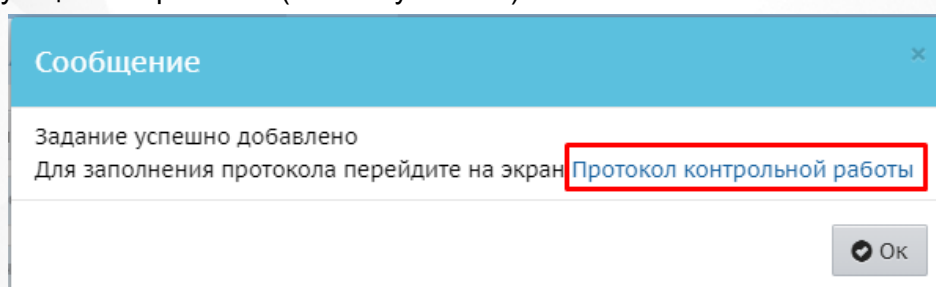 Сообщение
×
Задание успешно добавлено
Для заполнения протокола перейдите на экран Протокол контрольной работы
Ок